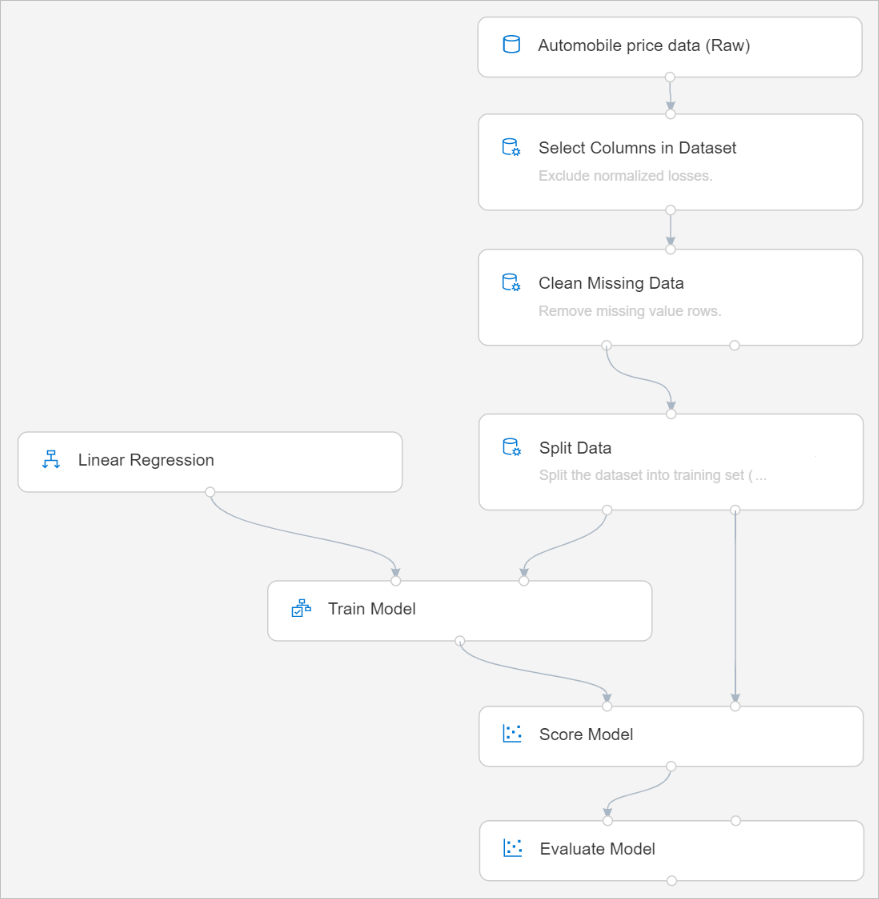 Automobile price data (Raw)
Select Columns in Dataset
Exclude normalized losses.
Clean Missing Data
Remove missing value rows.
Split Data
Split the dataset into training set (...
Linear Regression
Train Model
Score Model
Evaluate Model